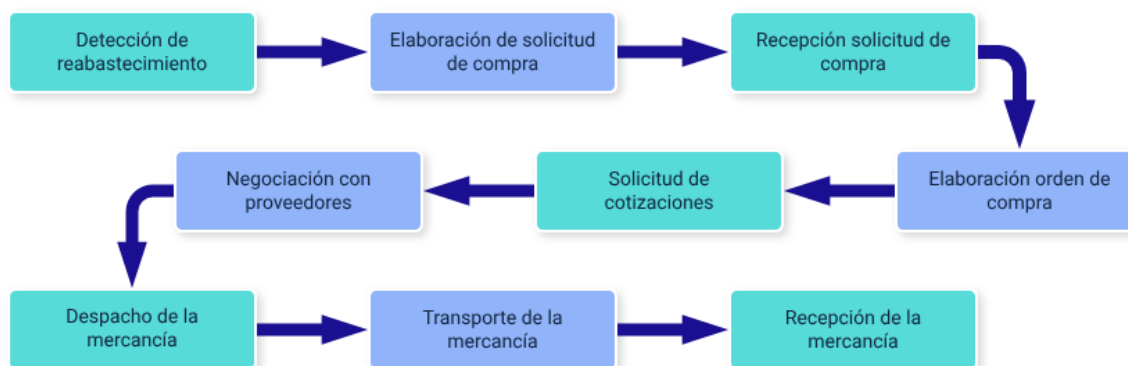 Detección de
reabastecimiento
Elaboración de solicitud
de compra
Recepción solicitud de
compra
Elaboración orden de
compra
Solicitud de
cotizaciones
Negociación con
proveedores
Despacho de la
mercancía
Transporte de la
mercancía
Recepción de la
mercancía